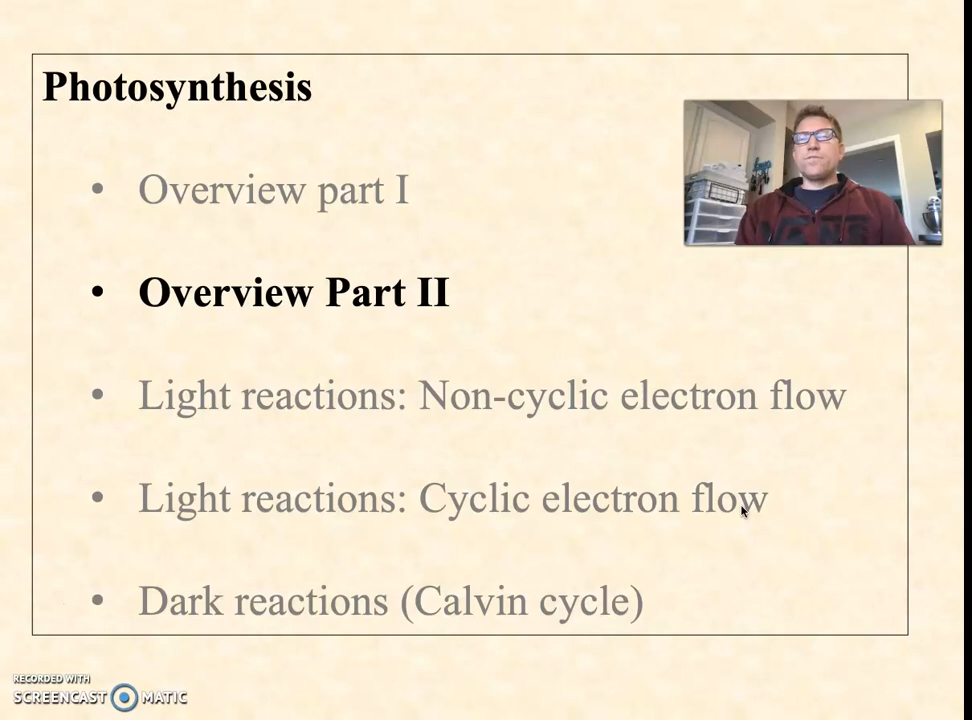 Photosynthesis
• Overview part I
• Overview Part II
• Light reactions: Non-cyclic electron flow
• Light reactions: Cyclic electron flow
• Dark reactions (Calvin cycle)
RECORDED WITH
SCREENCAST MATIC